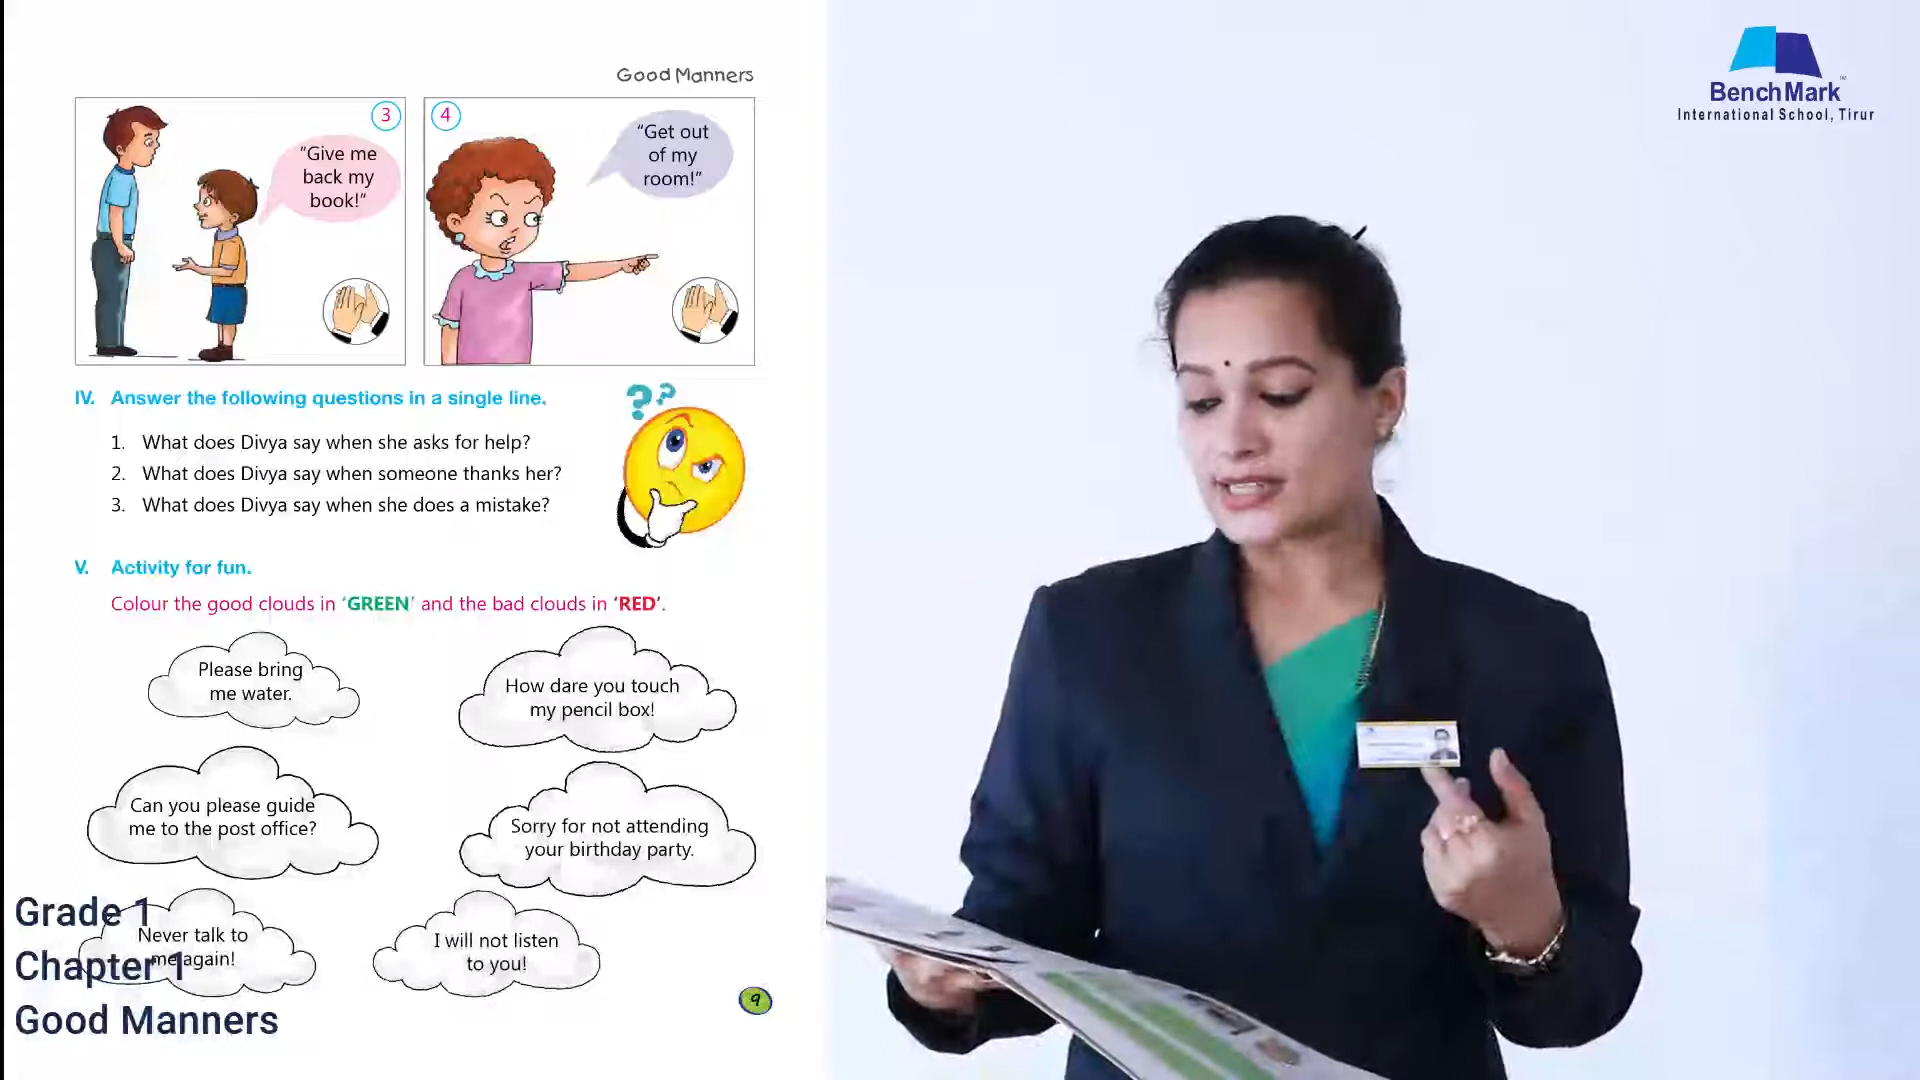 Good Manners
3
"Give me
back my
book!"
4
"Get out
of my
room!"
IV. Answer the following questions in a single line.
1. What does Divya say when she asks for help?
2. What does Divya say when someone thanks her?
3. What does Divya say when she does a mistake?
??
V. Activity for fun.
Colour the good clouds in 'GREEN' and the bad clouds in 'RED'.
Please bring
me water.
How dare you touch
my pencil box!
Can you please guide
me to the post office?
Sorry for not attending
your birthday party.
Never talk to
me again!
I will not listen
to you!
9
Grade 1
Chapter 1
Good Manners
BenchMark
International School, Tirur